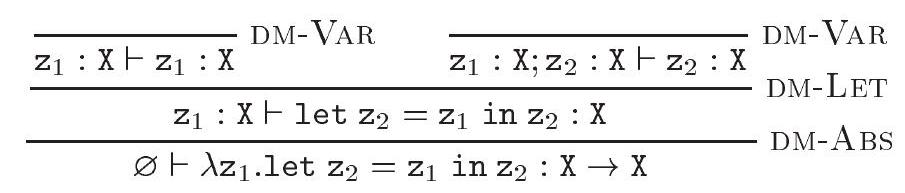 DM-VAR DM-VAR
z₁ : X ⊢ z₁ : X z₁ : X; z₂ : X ⊢ z₂ : X
DM-LET
z₁ : X ⊢ let z₂ = z₁ in z₂ : X
DM-ABS
∅ ⊢ λz₁.let z₂ = z₁ in z₂ : X → X